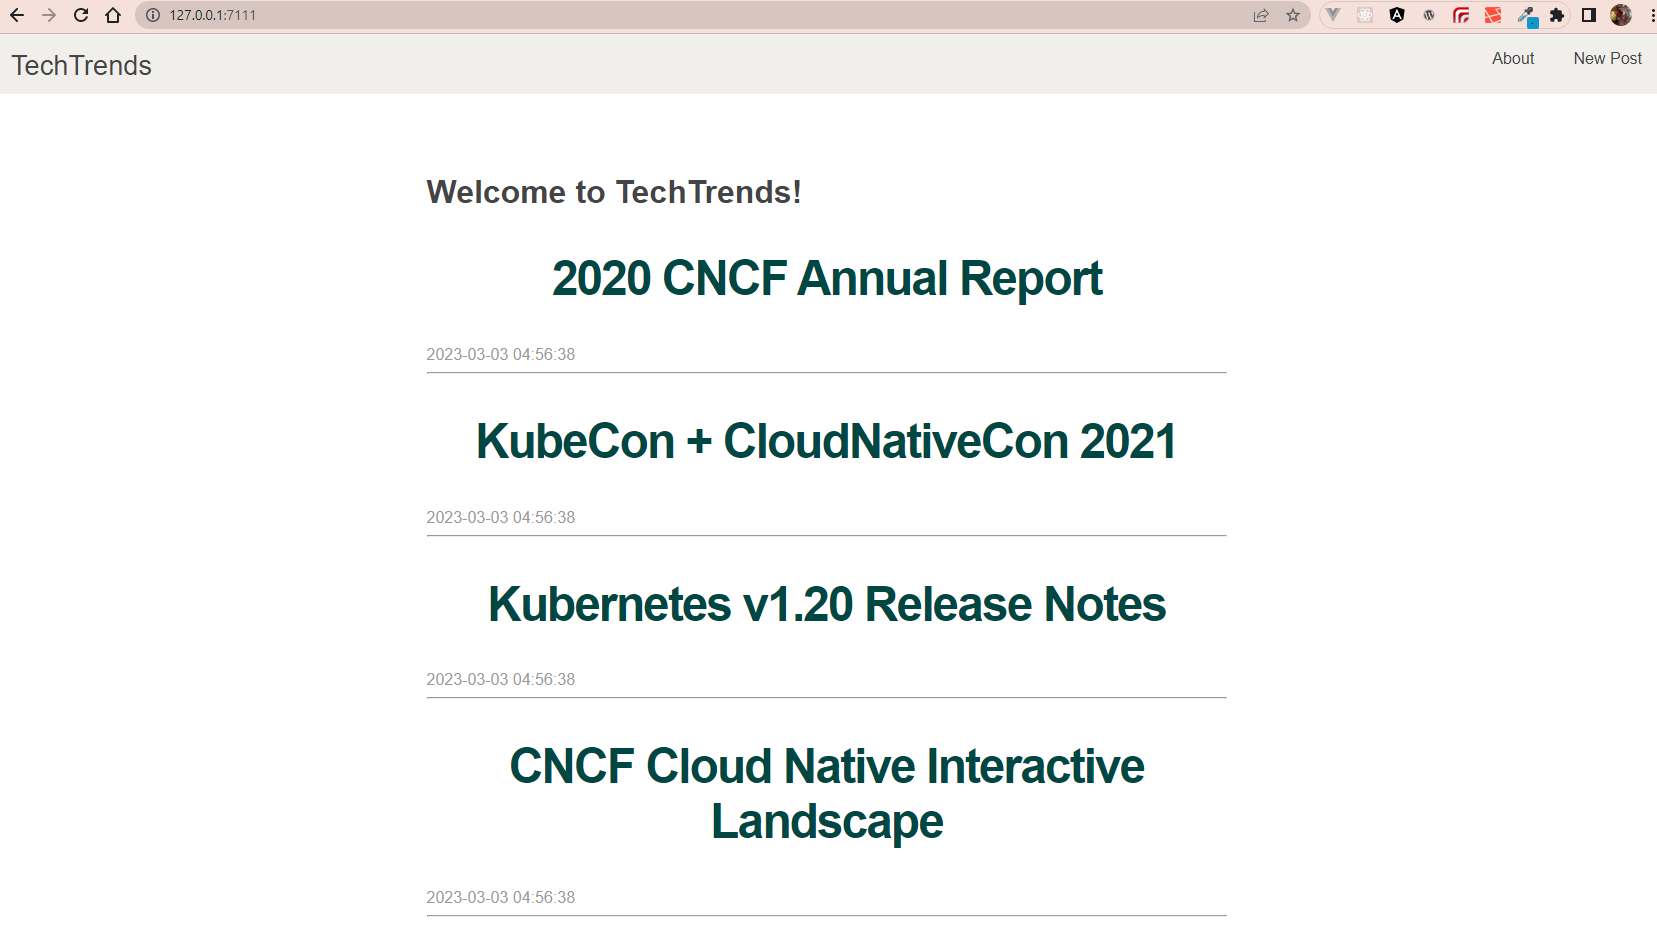 127.0.0.1:7111
TechTrends
About
New Post
Welcome to TechTrends!
2020 CNCF Annual Report
2023-03-03 04:56:38
KubeCon + CloudNativeCon 2021
2023-03-03 04:56:38
Kubernetes v1.20 Release Notes
2023-03-03 04:56:38
CNCF Cloud Native Interactive
Landscape
2023-03-03 04:56:38